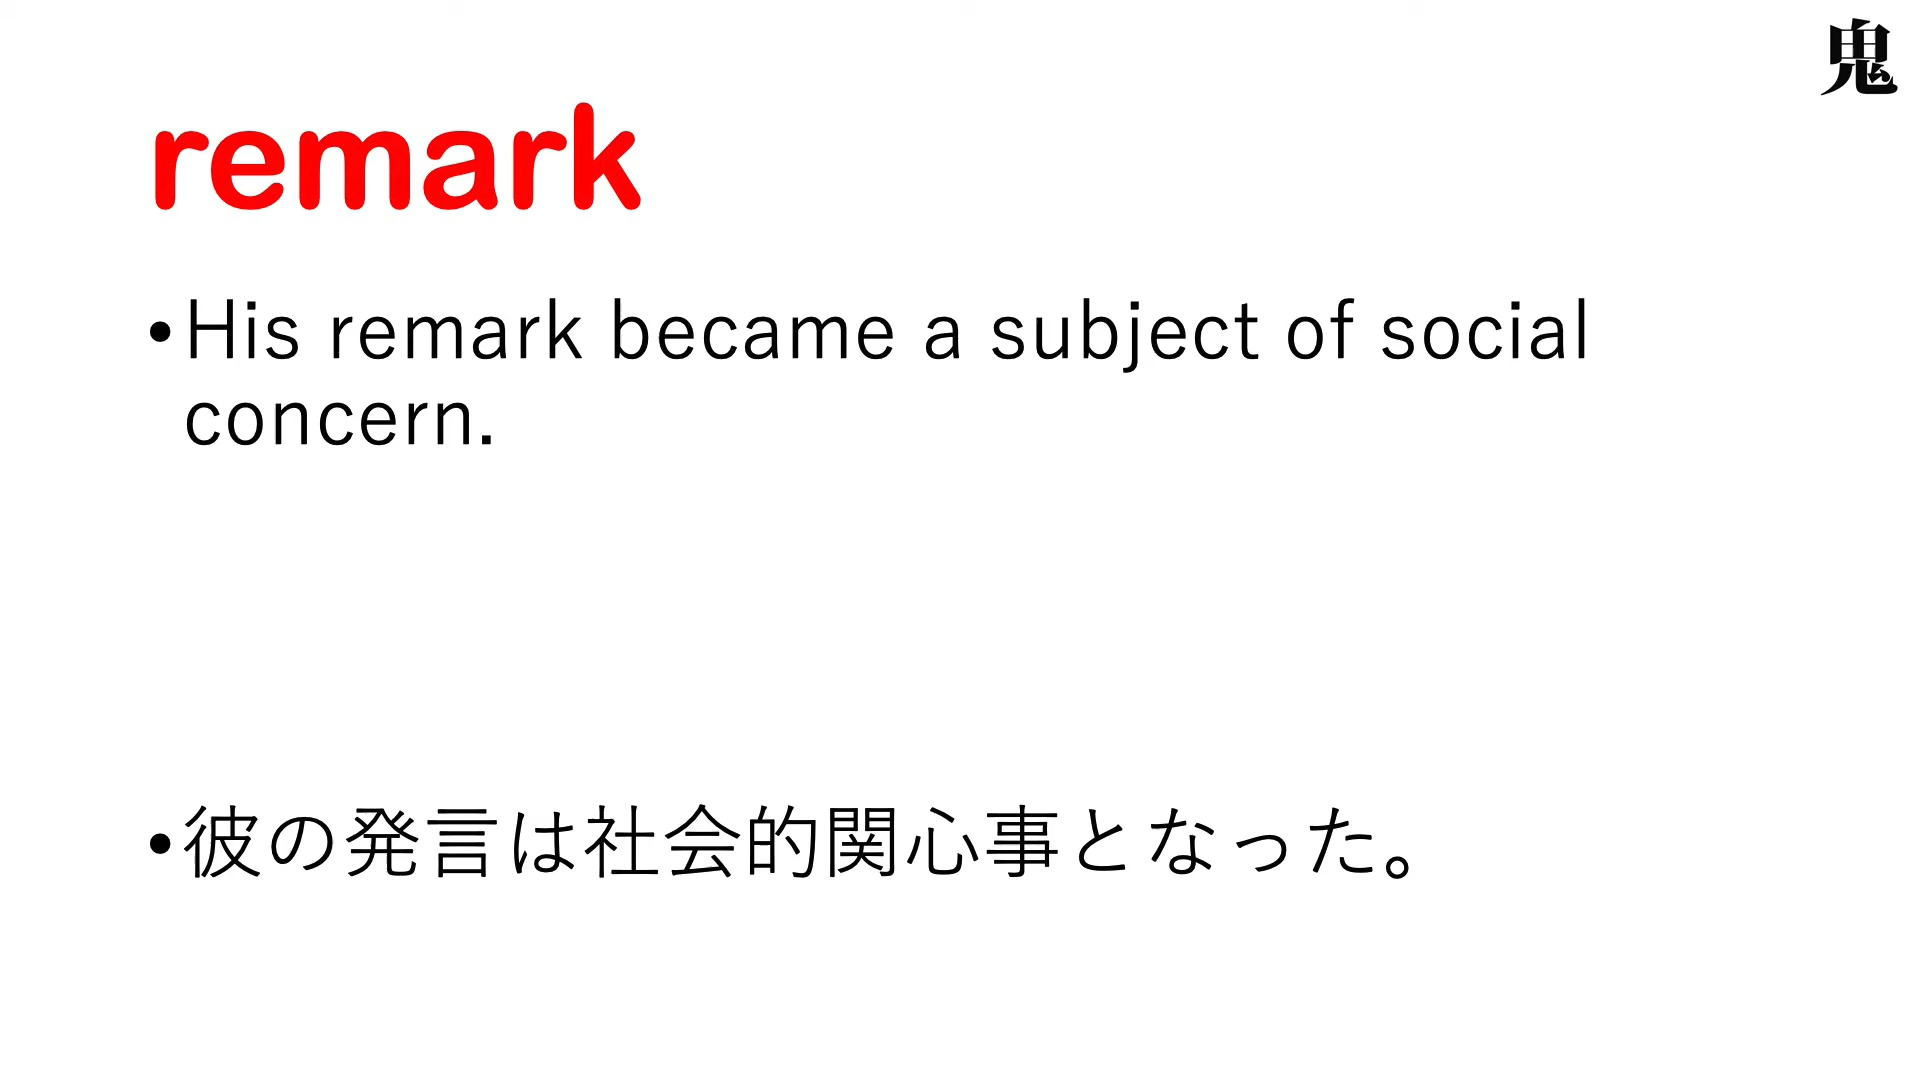 鬼
remark
•His remark became a subject of social
concern.
•彼の発言は社会的関心事となった。